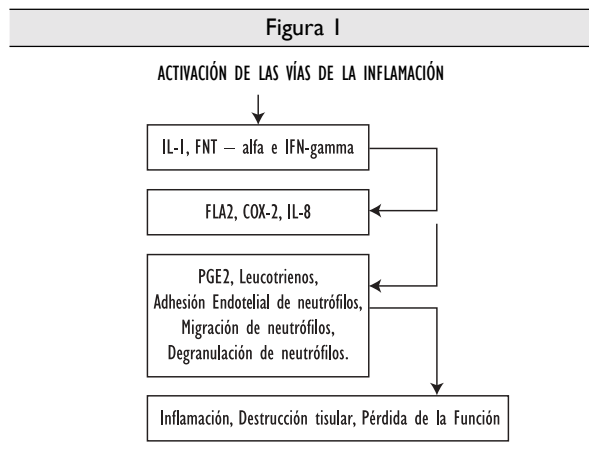 Figura 1
ACTIVACIÓN DE LAS VÍAS DE LA INFLAMACIÓN
IL-1, FNT – alfa e IFN-gamma
FLA2, COX-2, IL-8
PGE2, Leucotrienos,
Adhesión Endotelial de neutrófilos,
Migración de neutrófilos,
Degranulación de neutrófilos.
Inflamación, Destrucción tisular, Pérdida de la Función